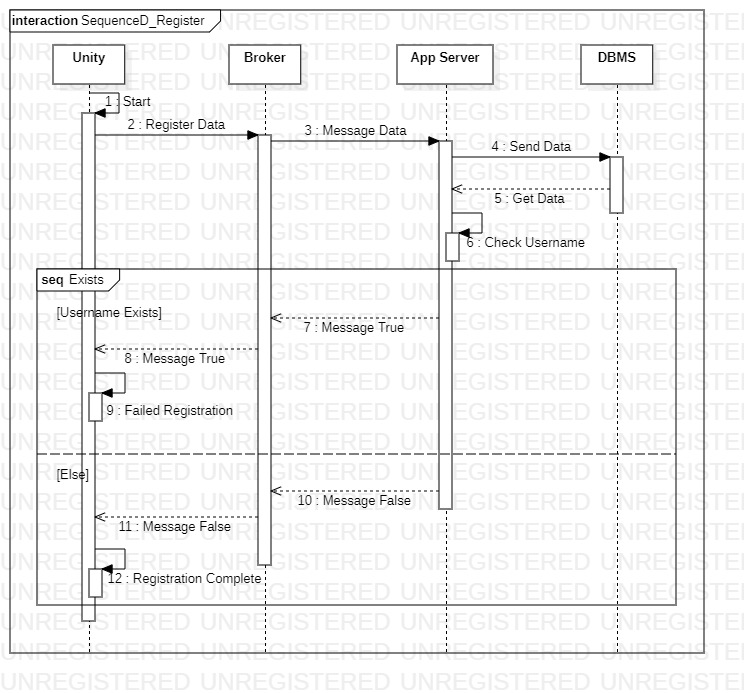 interaction SequenceD_Register
Unity
Broker
App Server
DBMS
1 : Start
2 : Register Data
3 : Message Data
4 : Send Data
5 : Get Data
6 : Check Username
seq Exists
[Username Exists]
7 : Message True
8 : Message True
9 : Failed Registration
[Else]
10 : Message False
11 : Message False
12 : Registration Complete
UNREGISTERED